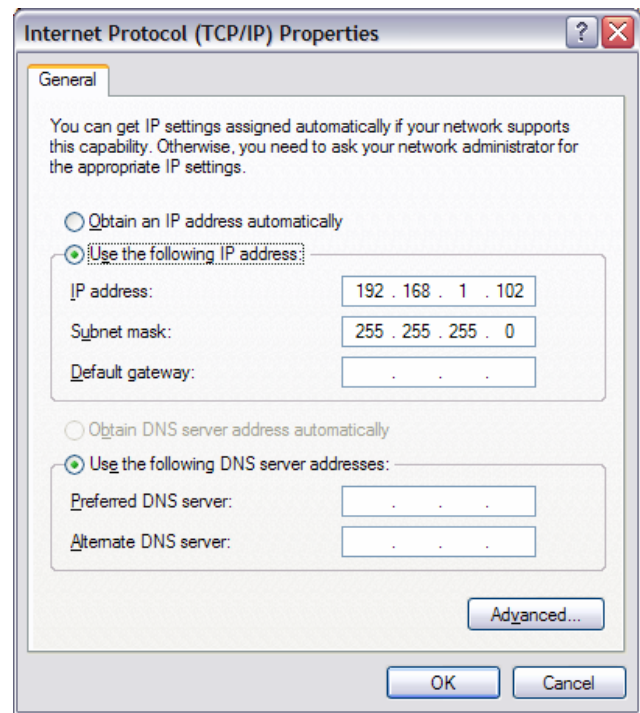 Internet Protocol (TCP/IP) Properties
General
You can get IP settings assigned automatically if your network supports
this capability. Otherwise, you need to ask your network administrator for
the appropriate IP settings.
Obtain an IP address automatically
Use the following IP address:
IP address: 192 . 168 . 1 . 102
Subnet mask: 255 . 255 . 255 . 0
Default gateway: . . .
Obtain DNS server address automatically
Use the following DNS server addresses:
Preferred DNS server: . . .
Alternate DNS server: . . .
Advanced...
OK Cancel